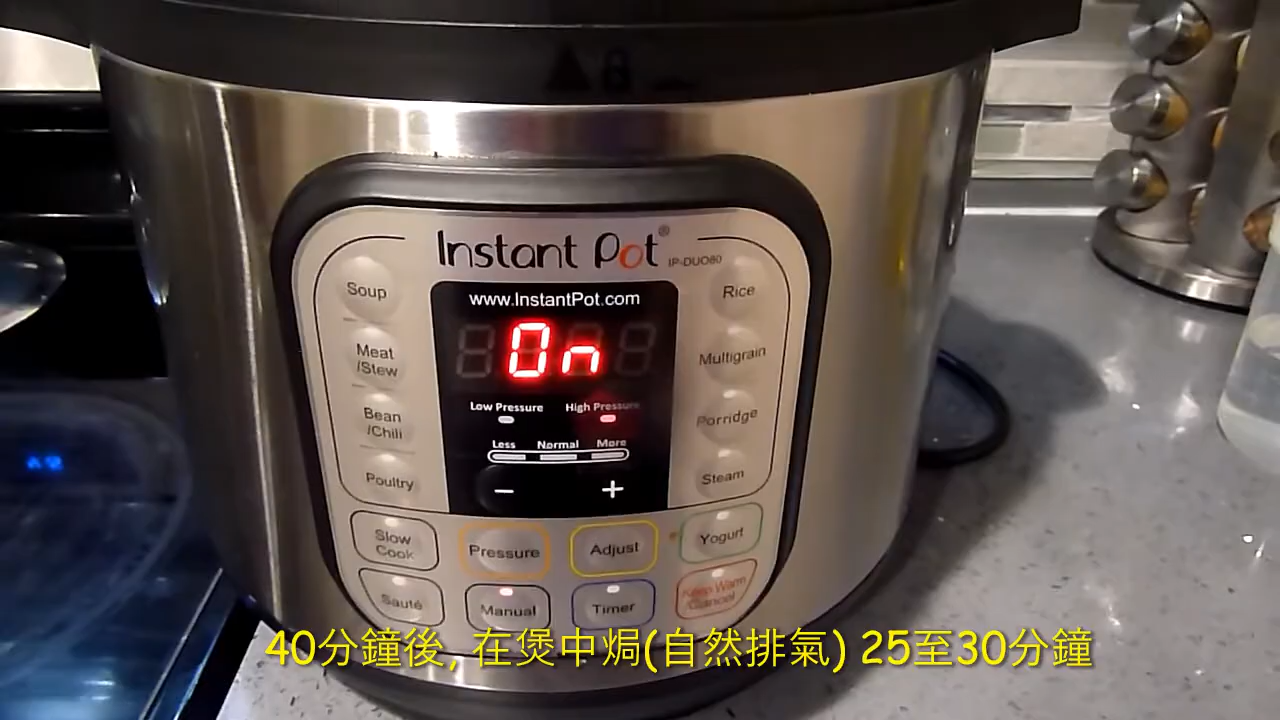 Instant Pot®
IP-DUO80
www.InstantPot.com
On
Low Pressure High Pressure
Less Normal More
− +
Soup
Meat
/Stew
Bean
/Chili
Poultry
Rice
Multigrain
Porridge
Steam
Slow
Cook
Pressure
Adjust
Yogurt
Sauté
Manual
Timer
Keep Warm
/Cancel
40分鐘後, 在煲中焗(自然排氣) 25至30分鐘